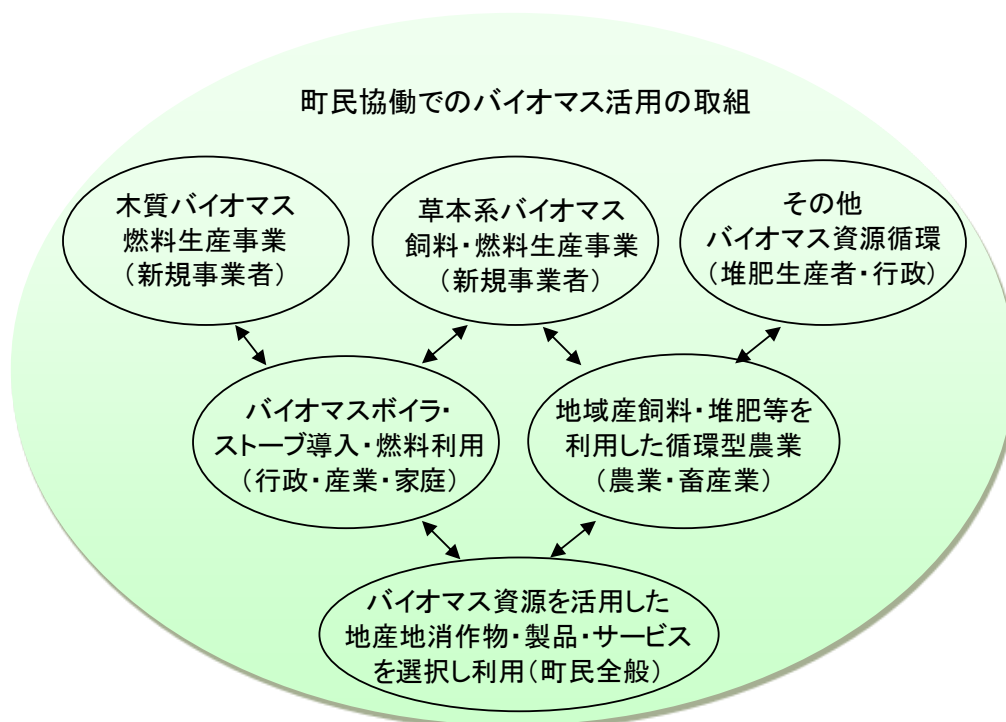 町民協働でのバイオマス活用の取組
木質バイオマス
燃料生産事業
（新規事業者）
草本系バイオマス
飼料・燃料生産事業
（新規事業者）
その他
バイオマス資源循環
（堆肥生産者・行政）
バイオマスボイラ・
ストーブ導入・燃料利用
（行政・産業・家庭）
地域産飼料・堆肥等を
利用した循環型農業
（農業・畜産業）
バイオマス資源を活用した
地産地消作物・製品・サービス
を選択し利用（町民全般）